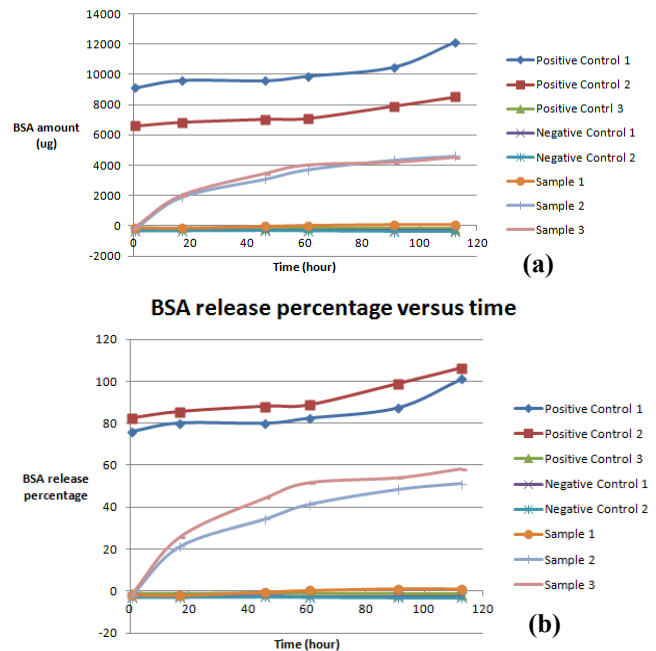 14000
12000
10000
8000
6000
4000
2000
0
-2000
BSA amount
(ug)
0 20 40 60 80 100 120
Time (hour)
Positive Control 1
Positive Control 2
Positive Contrl 3
Negative Control 1
Negative Control 2
Sample 1
Sample 2
Sample 3
(a)
BSA release percentage versus time
120
100
80
60
40
20
0
-20
BSA release
percentage
0 20 40 60 80 100 120
Time (hour)
Positive Control 1
Positive Control 2
Positive Control 3
Negative Control 1
Negative Control 2
Sample 1
Sample 2
Sample 3
(b)